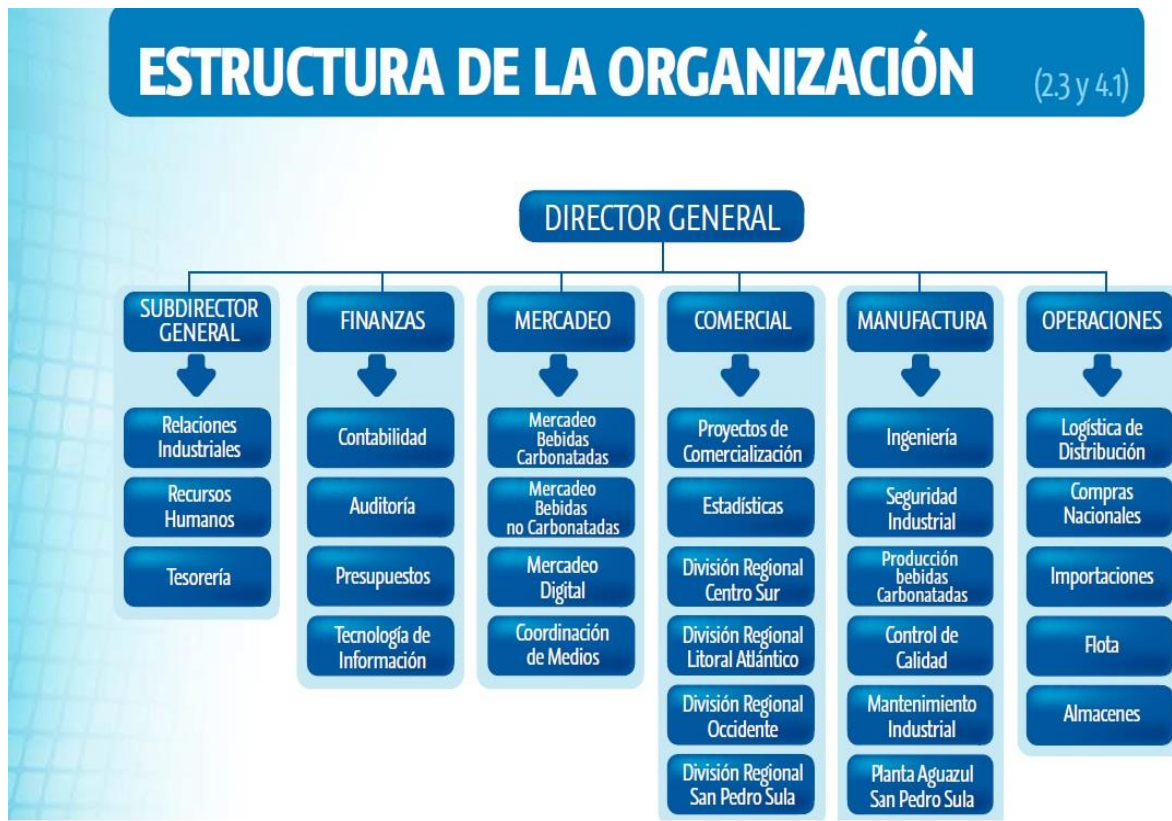 ESTRUCTURA DE LA ORGANIZACIÓN (2.3 y 4.1)
DIRECTOR GENERAL
SUBDIRECTOR
GENERAL
Relaciones
Industriales
Recursos
Humanos
Tesorería
FINANZAS
Contabilidad
Auditoría
Presupuestos
Tecnología de
Información
MERCADEO
Mercadeo
Bebidas
Carbonatadas
Mercadeo
Bebidas
no Carbonatadas
Mercadeo
Digital
Coordinación
de Medios
COMERCIAL
Proyectos de
Comercialización
Estadísticas
División Regional
Centro Sur
División Regional
Litoral Atlántico
División Regional
Occidente
División Regional
San Pedro Sula
MANUFACTURA
Ingeniería
Seguridad
Industrial
Producción
bebidas
Carbonatadas
Control de
Calidad
Mantenimiento
Industrial
Planta Aguazul
San Pedro Sula
OPERACIONES
Logística de
Distribución
Compras
Nacionales
Importaciones
Flota
Almacenes